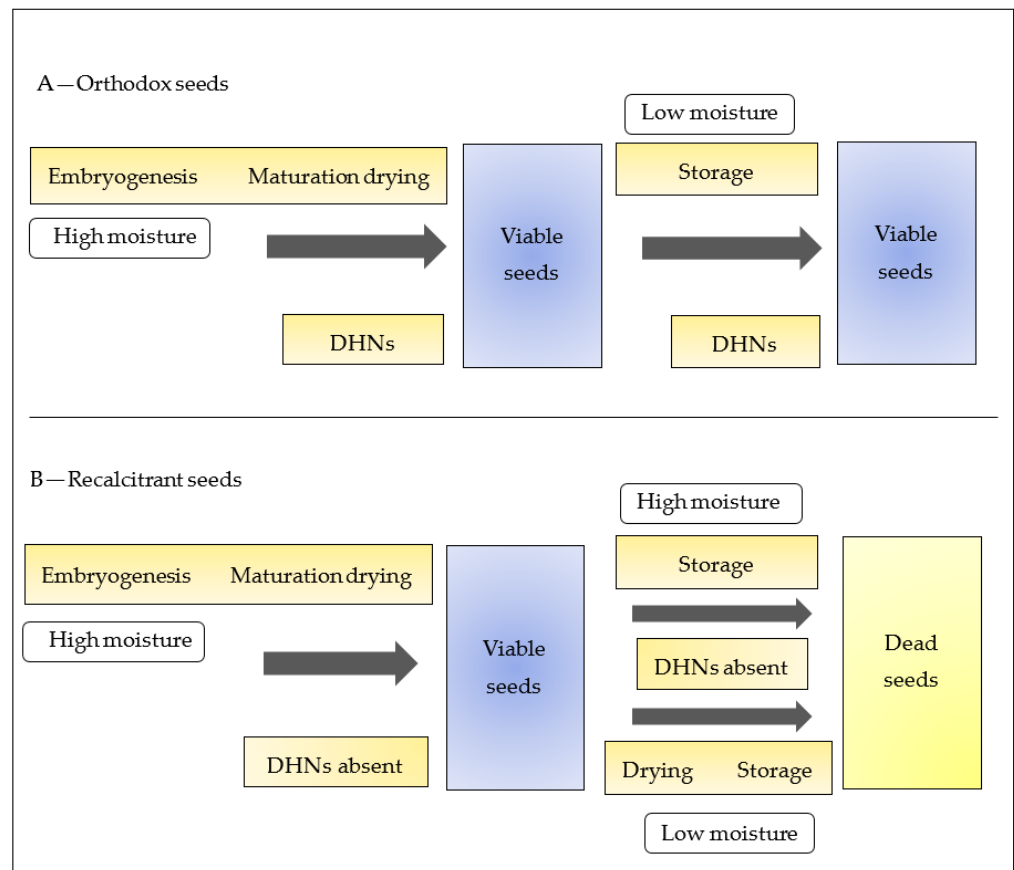 A—Orthodox seeds
Low moisture
Embryogenesis Maturation drying
Storage
High moisture
Viable
seeds
Viable
seeds
DHNs
DHNs
B—Recalcitrant seeds
High moisture
Embryogenesis Maturation drying
Storage
High moisture
Viable
seeds
DHNs absent
Dead
seeds
DHNs absent
Drying Storage
Low moisture